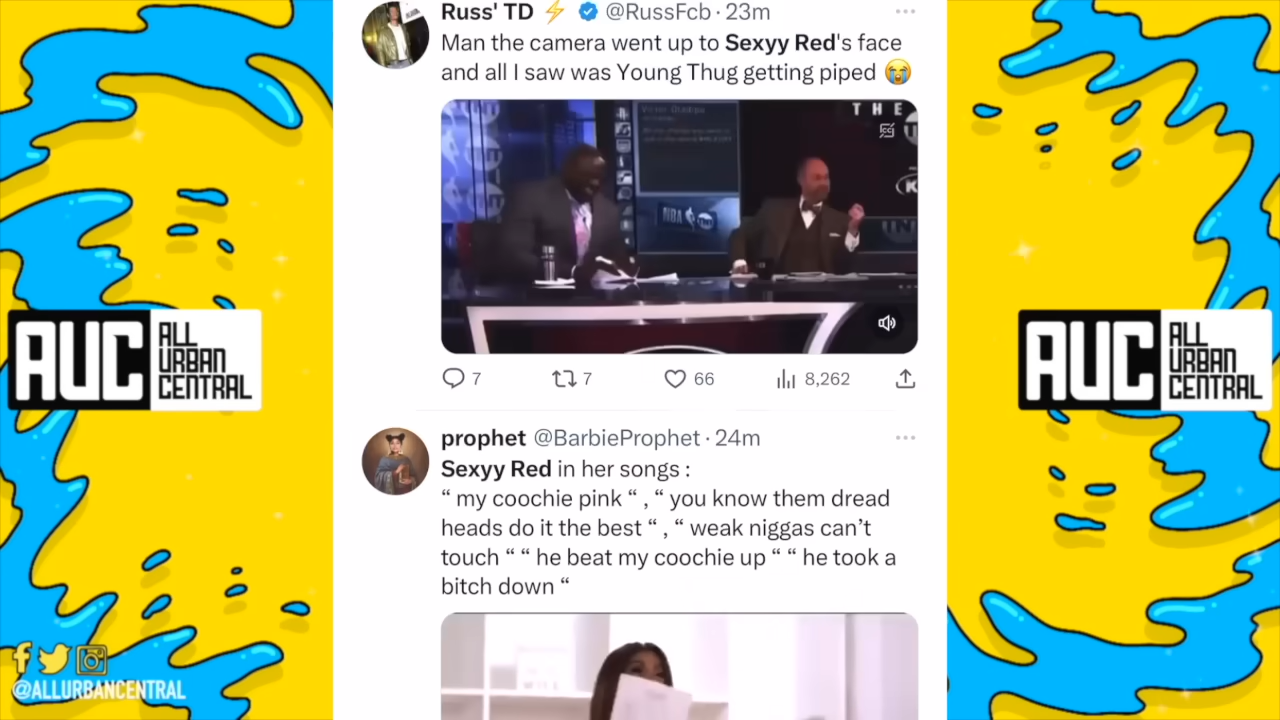 Russ' TD ⚡ @RussFcb · 23m
Man the camera went up to Sexyy Red's face
and all I saw was Young Thug getting piped 😭
THE
NBA TNT
7
7
66
8,262
AUC ALL URBAN CENTRAL
AUC ALL URBAN CENTRAL
prophet @BarbieProphet · 24m
Sexyy Red in her songs :
“ my coochie pink “ , “ you know them dread
heads do it the best “ , “ weak niggas can’t
touch “ “ he beat my coochie up “ “ he took a
bitch down “
@ALLURBANCENTRAL